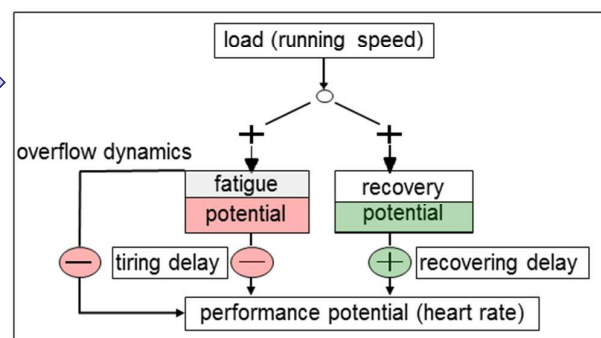 load (running speed)
+ +
overflow dynamics
fatigue recovery
potential potential
− tiring delay − + recovering delay
performance potential (heart rate)